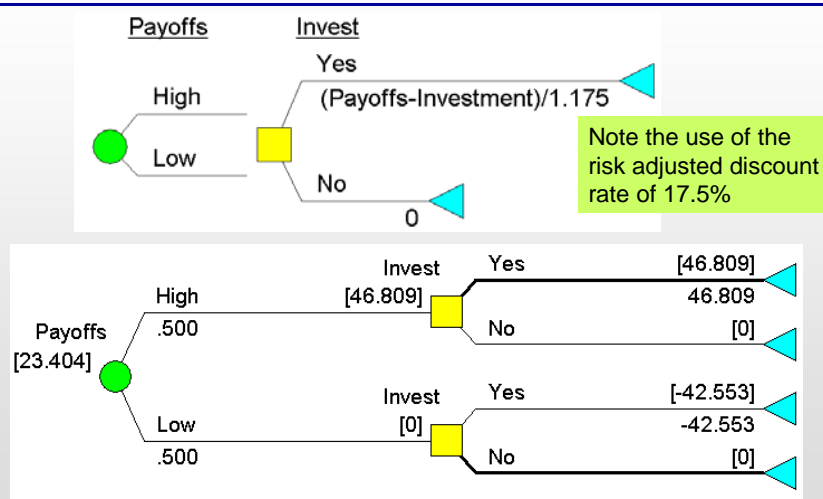 Payoffs Invest
Yes
High (Payoffs-Investment)/1.175
Note the use of the
risk adjusted discount
rate of 17.5%
Low
No
0
Invest Yes [46.809]
High [46.809] 46.809
Payoffs .500 No [0]
[23.404]
Invest Yes [-42.553]
Low [0] -42.553
.500 No [0]